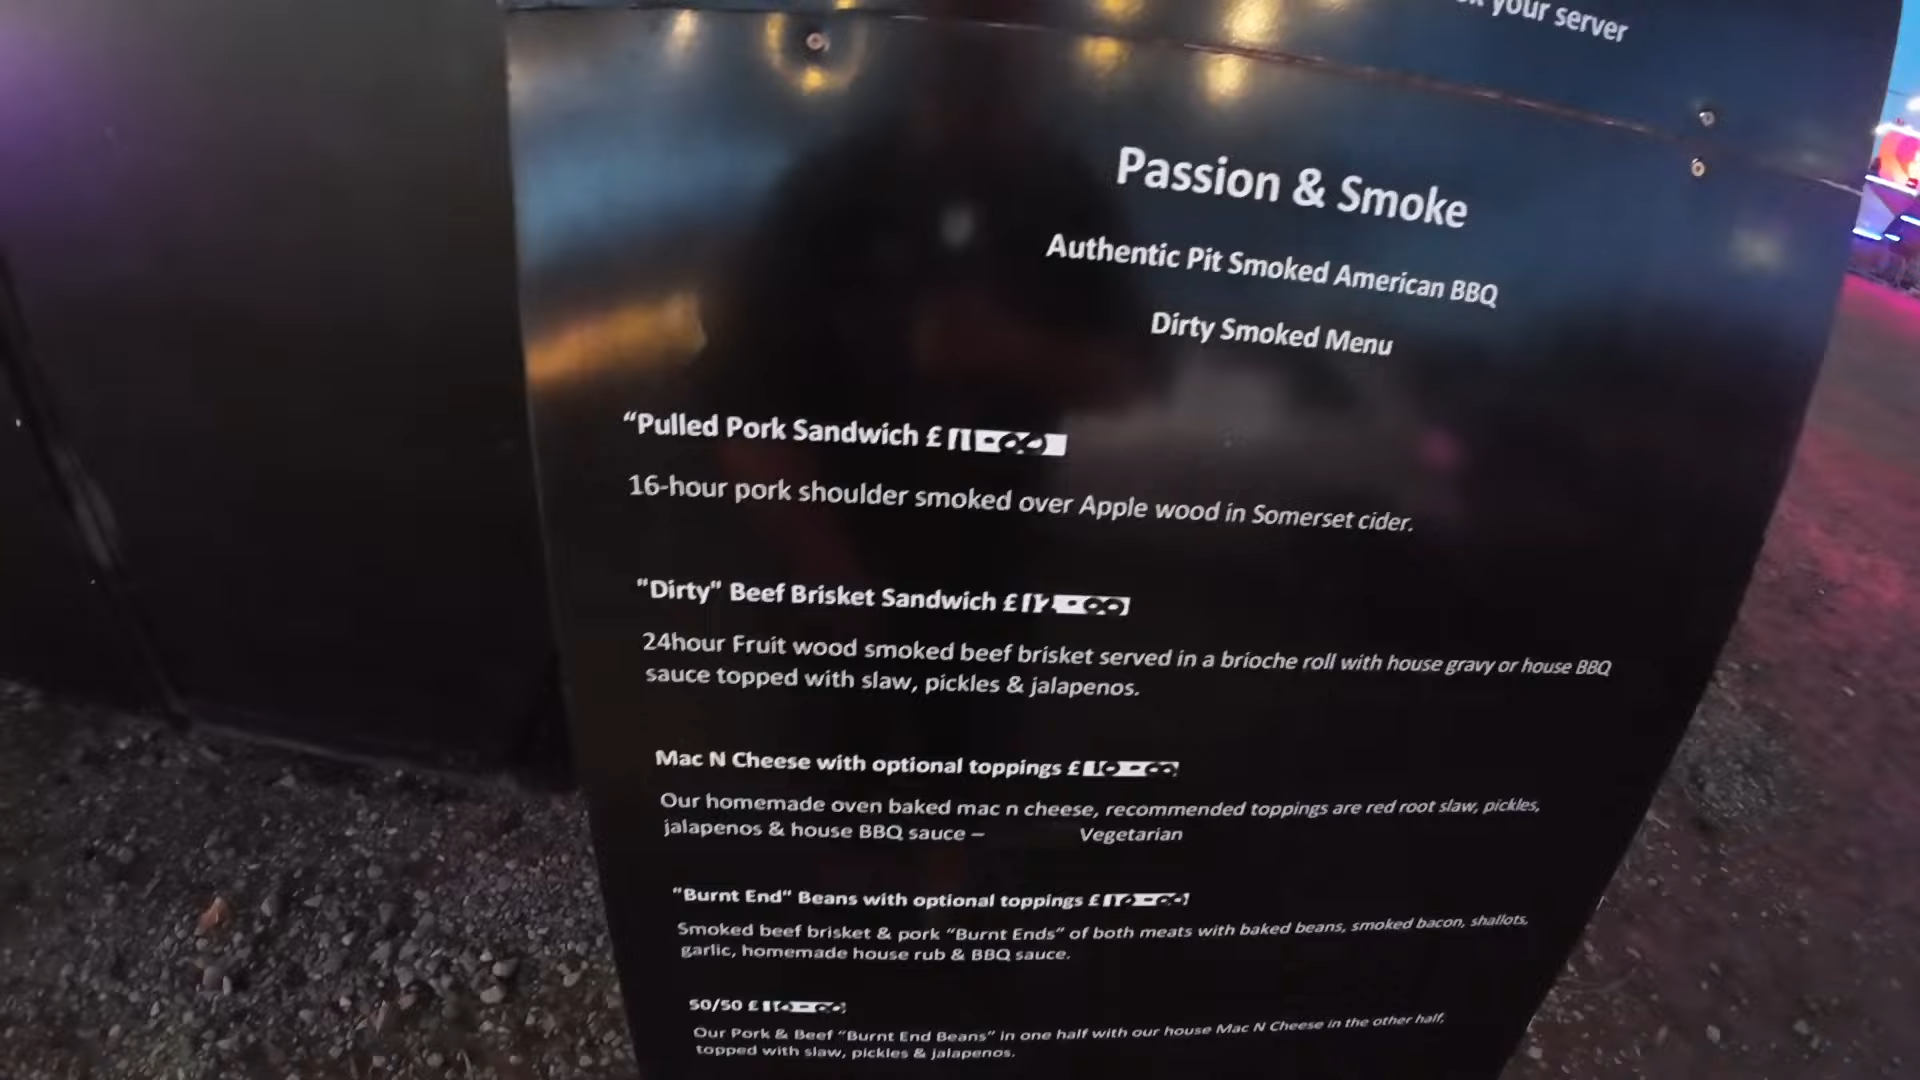 your server
Passion & Smoke
Authentic Pit Smoked American BBQ
Dirty Smoked Menu
“Pulled Pork Sandwich £11-00
16-hour pork shoulder smoked over Apple wood in Somerset cider.
"Dirty" Beef Brisket Sandwich £12-00
24hour Fruit wood smoked beef brisket served in a brioche roll with house gravy or house BBQ
sauce topped with slaw, pickles & jalapenos.
Mac N Cheese with optional toppings £10-00
Our homemade oven baked mac n cheese, recommended toppings are red root slaw, pickles,
jalapenos & house BBQ sauce – Vegetarian
"Burnt End" Beans with optional toppings £
Smoked beef brisket & pork “Burnt Ends” of both meats with baked beans, smoked bacon, shallots,
garlic, homemade house rub & BBQ sauce.
50/50 £
Our Pork & Beef “Burnt End Beans” in one half with our house Mac N Cheese in the other half,
topped with slaw, pickles & jalapenos.